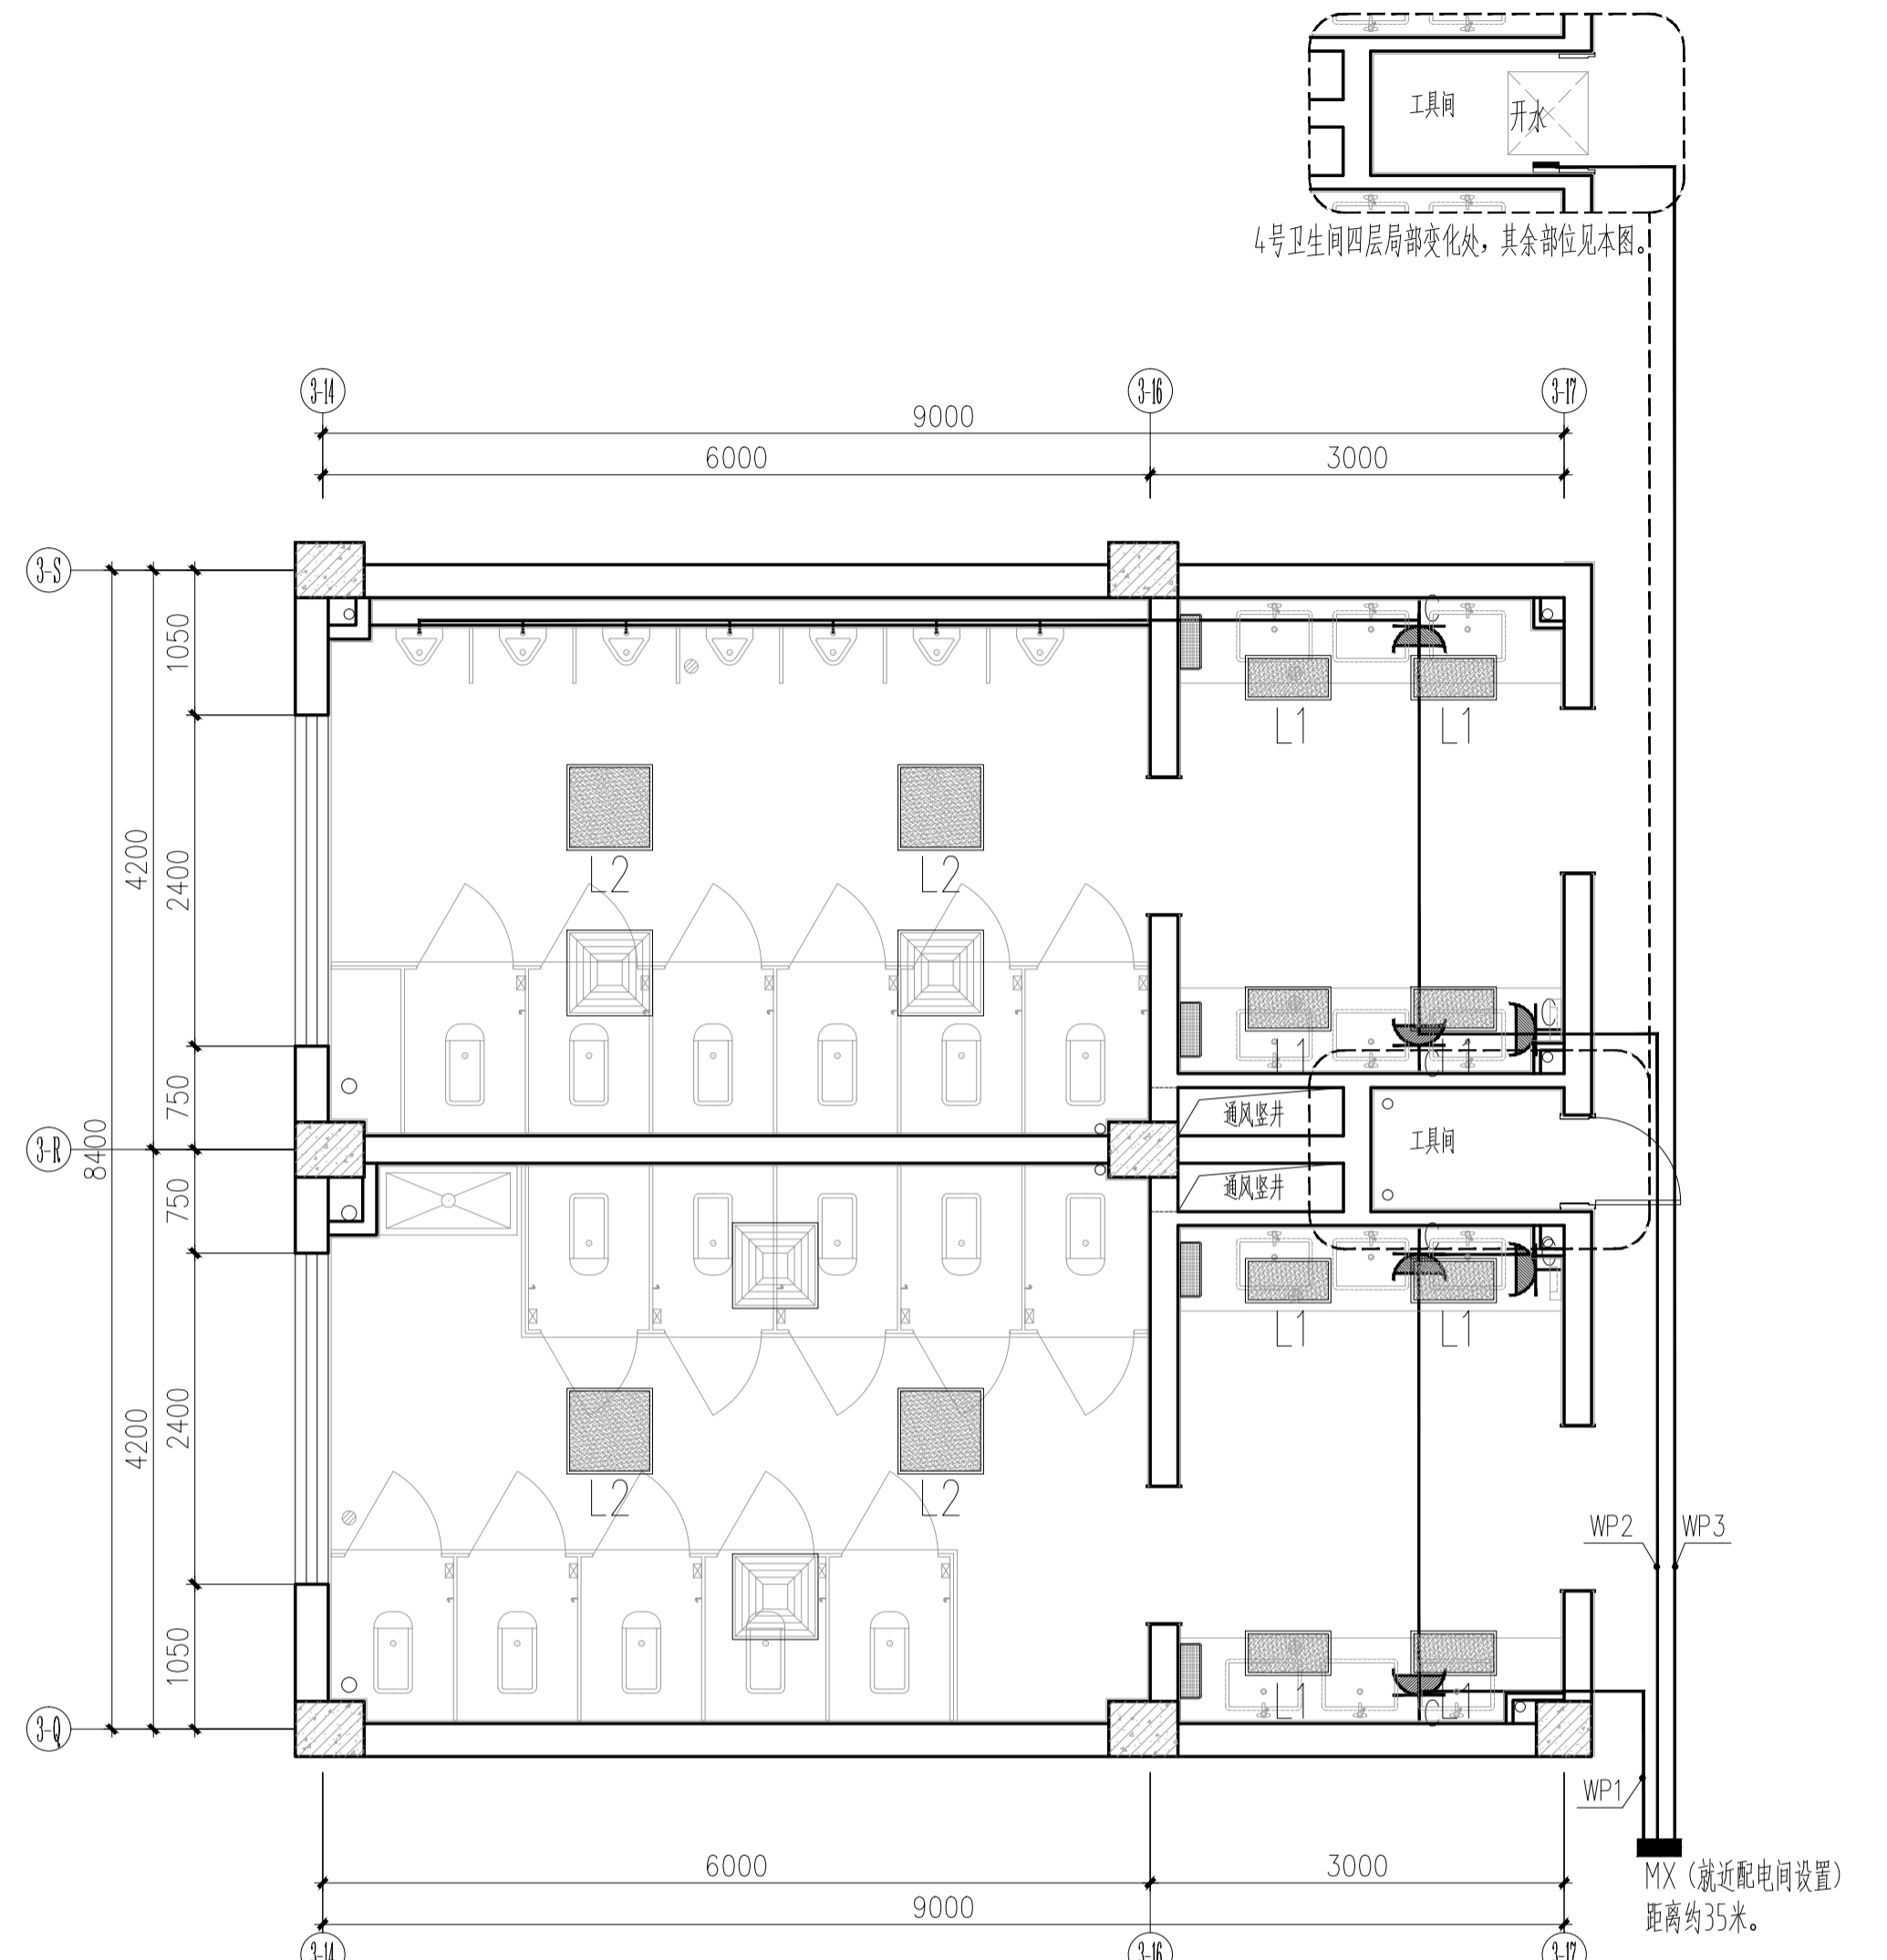 工具间
开水
4号卫生间四层局部变化处，其余部位见本图。
3-14
3-16
3-17
9000
6000
3000
3-S
1050
C
L1
L1
4200
2400
L2
L2
C
750
L1
L1
C
通风竖井
工具间
3-R
8400
750
通风竖井
C
C
L1
L1
4200
2400
L2
L2
WP2
WP3
1050
L1
L1
C
3-Q
WP1
6000
3000
MX（就近配电间设置）
距离约35米。
9000
3-14
3-16
3-17